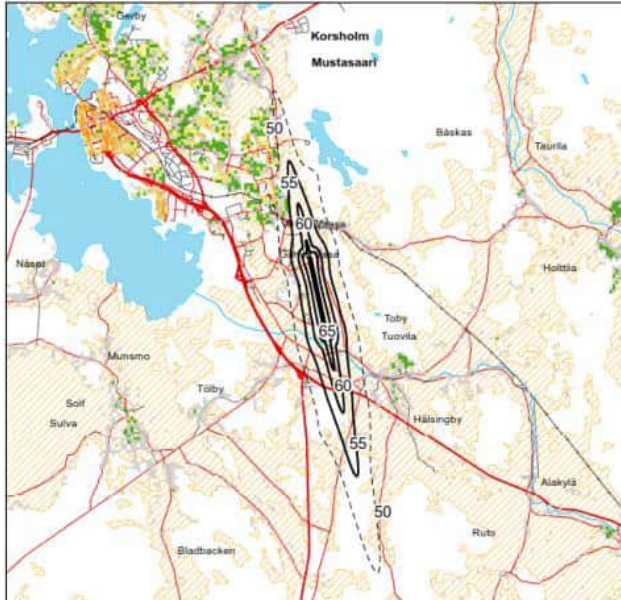 Gerby
Korsholm
Mustasaari
50
Båskas
Taurila
55
60
Näset
Holttila
65
Toby
Tuovila
Munsmo
Tölby
60
Solf
Sulva
Hälsingby
55
Alakylä
50
Ruto
Bladbacken